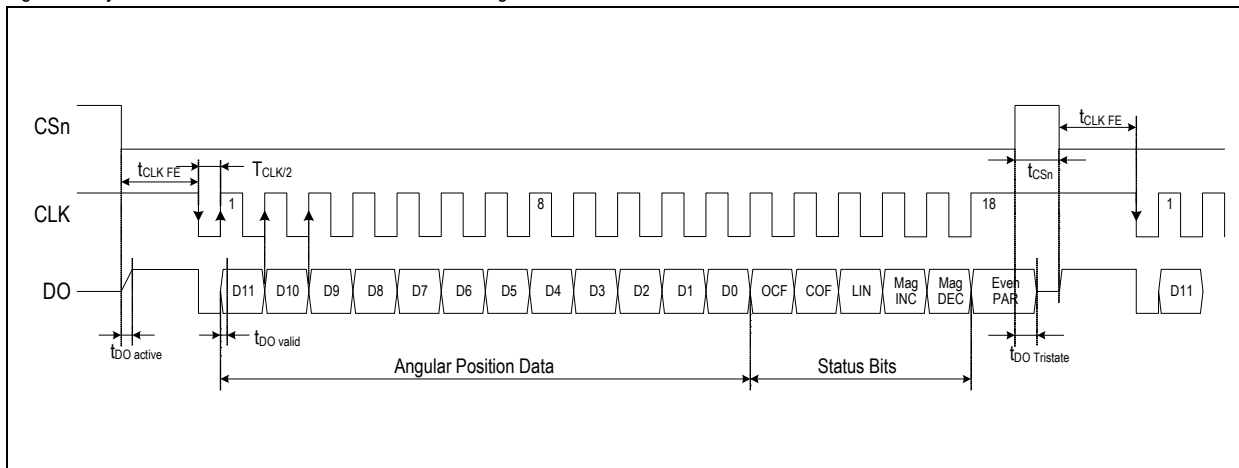 CSn
tCLK FE
TCLK/2
tCSn
tCLK FE
CLK
1
8
18
1
DO
D11 D10 D9 D8 D7 D6 D5 D4 D3 D2 D1 D0 OCF COF LIN Mag INC Mag DEC Even PAR D11
tDO active
tDO valid
tDO Tristate
Angular Position Data
Status Bits